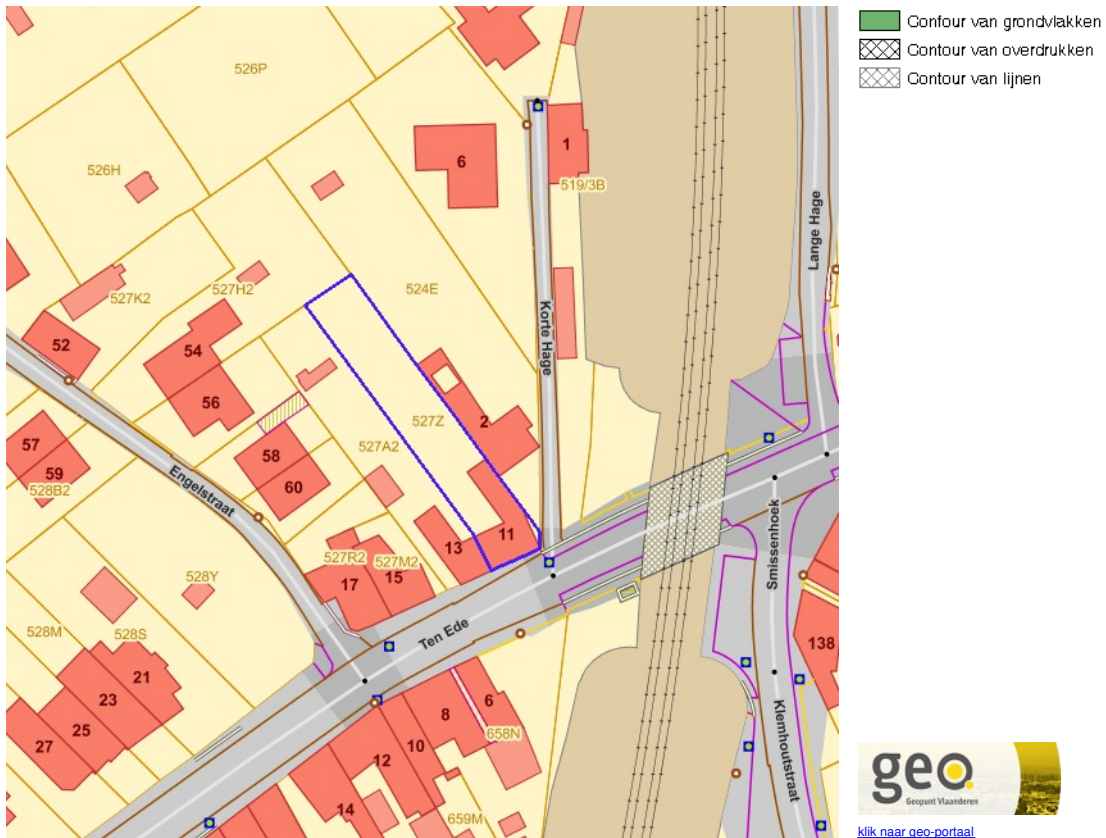 Contour van grondvlakken
Contour van overdrukken
Contour van lijnen
526P
526H
6
1
519/3B
Lange Hage
527K2
527H2
524E
Korte Hage
52
54
56
527Z
2
57
59
528B2
58
60
527A2
Engelstraat
11
13
527R2
527M2
15
17
528Y
Smissenhoek
Ten Ede
528M
528S
21
23
25
27
138
6
8
658N
10
12
14
659M
Klemhoutstraat
geo
Geopunt Vlaanderen
klik naar geo-portaal